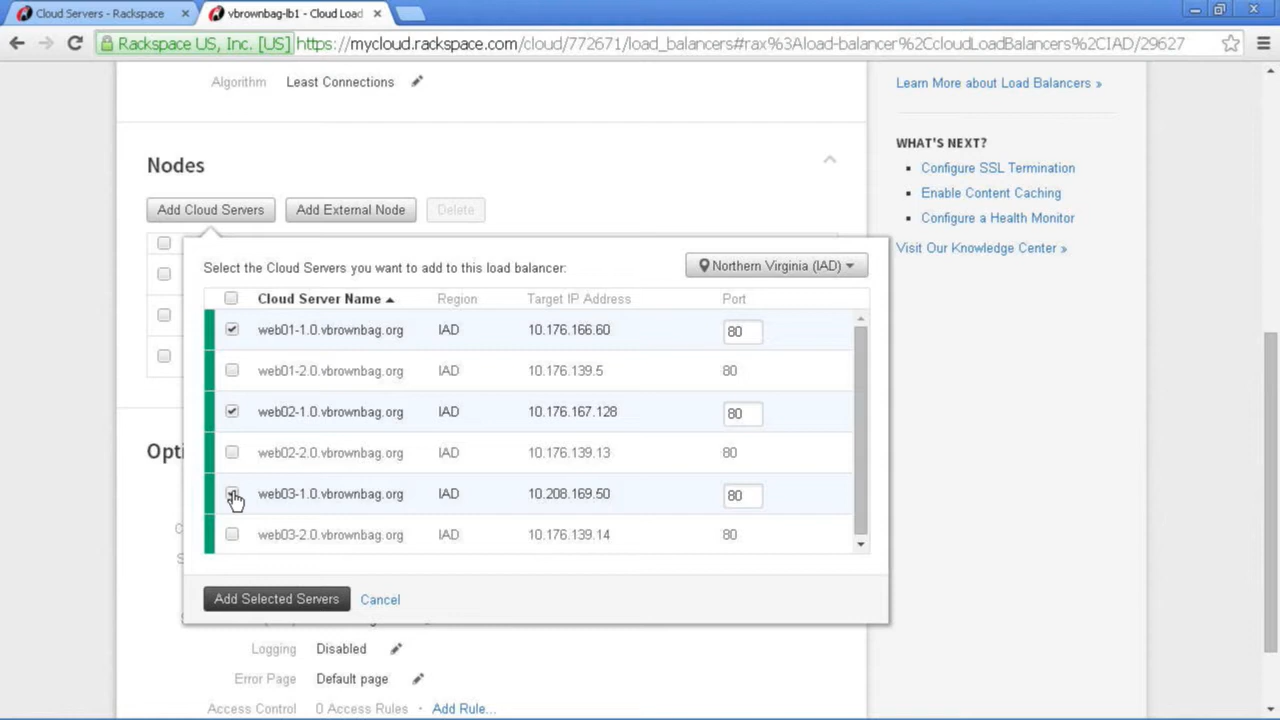 Cloud Servers - Rackspace
vbrownbag-lb1 - Cloud Load
Rackspace US, Inc. [US] https://mycloud.rackspace.com/cloud/772671/load_balancers#rax%3Aload-balancer%2CcloudLoadBalancers%2CIAD/29627
Algorithm Least Connections
Learn More about Load Balancers »
WHAT'S NEXT?
Configure SSL Termination
Enable Content Caching
Configure a Health Monitor
Visit Our Knowledge Center »
Nodes
Add Cloud Servers Add External Node Delete
Select the Cloud Servers you want to add to this load balancer: Northern Virginia (IAD)
Cloud Server Name Region Target IP Address Port
web01-1.0.vbrownbag.org IAD 10.176.166.60 80
web01-2.0.vbrownbag.org IAD 10.176.139.5 80
web02-1.0.vbrownbag.org IAD 10.176.167.128 80
web02-2.0.vbrownbag.org IAD 10.176.139.13 80
web03-1.0.vbrownbag.org IAD 10.208.169.50 80
web03-2.0.vbrownbag.org IAD 10.176.139.14 80
Add Selected Servers Cancel
Logging Disabled
Error Page Default page
Access Control 0 Access Rules · Add Rule...